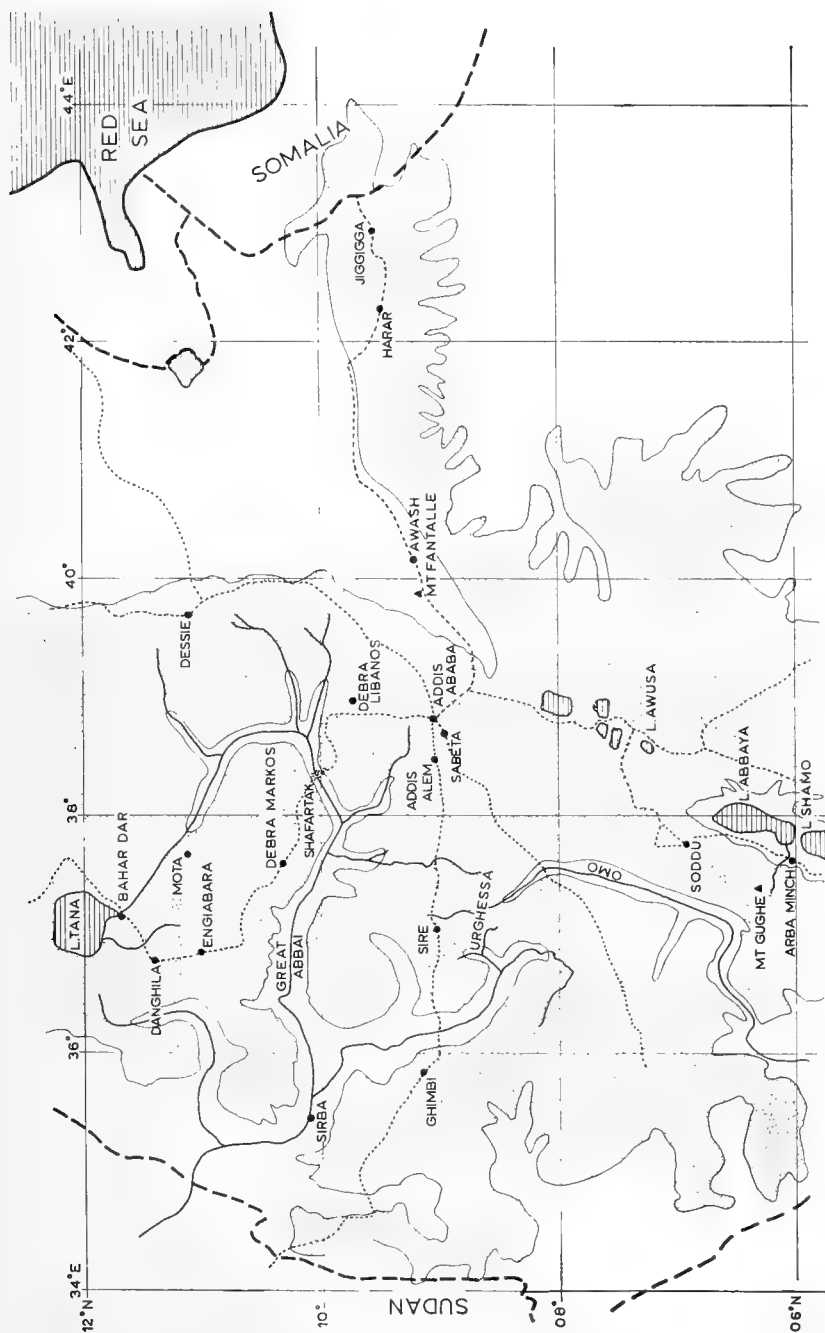 44°E
42°
40°
38°
36°
34°E
12°N
10°
08°
06°N
RED
SEA
SOMALIA
SUDAN
L.TANA
BAHAR DAR
MOTA
DANGHILA
ENGIABARA
DESSIE
DEBRA MARKOS
SHAFARTAK
GREAT
ABBAI
DEBRA
LIBANOS
SIRBA
JIGGIGGA
HARAR
AWASH
MT FANTALLE
ADDIS
ABABA
SABETA
ADDIS
ALEM
SIRE
URGHESSA
GHIMBI
OMO
L.AWUSA
SODDU
L.ABBAYA
L SHAMO
MT GUGHE
ARBA MINCH